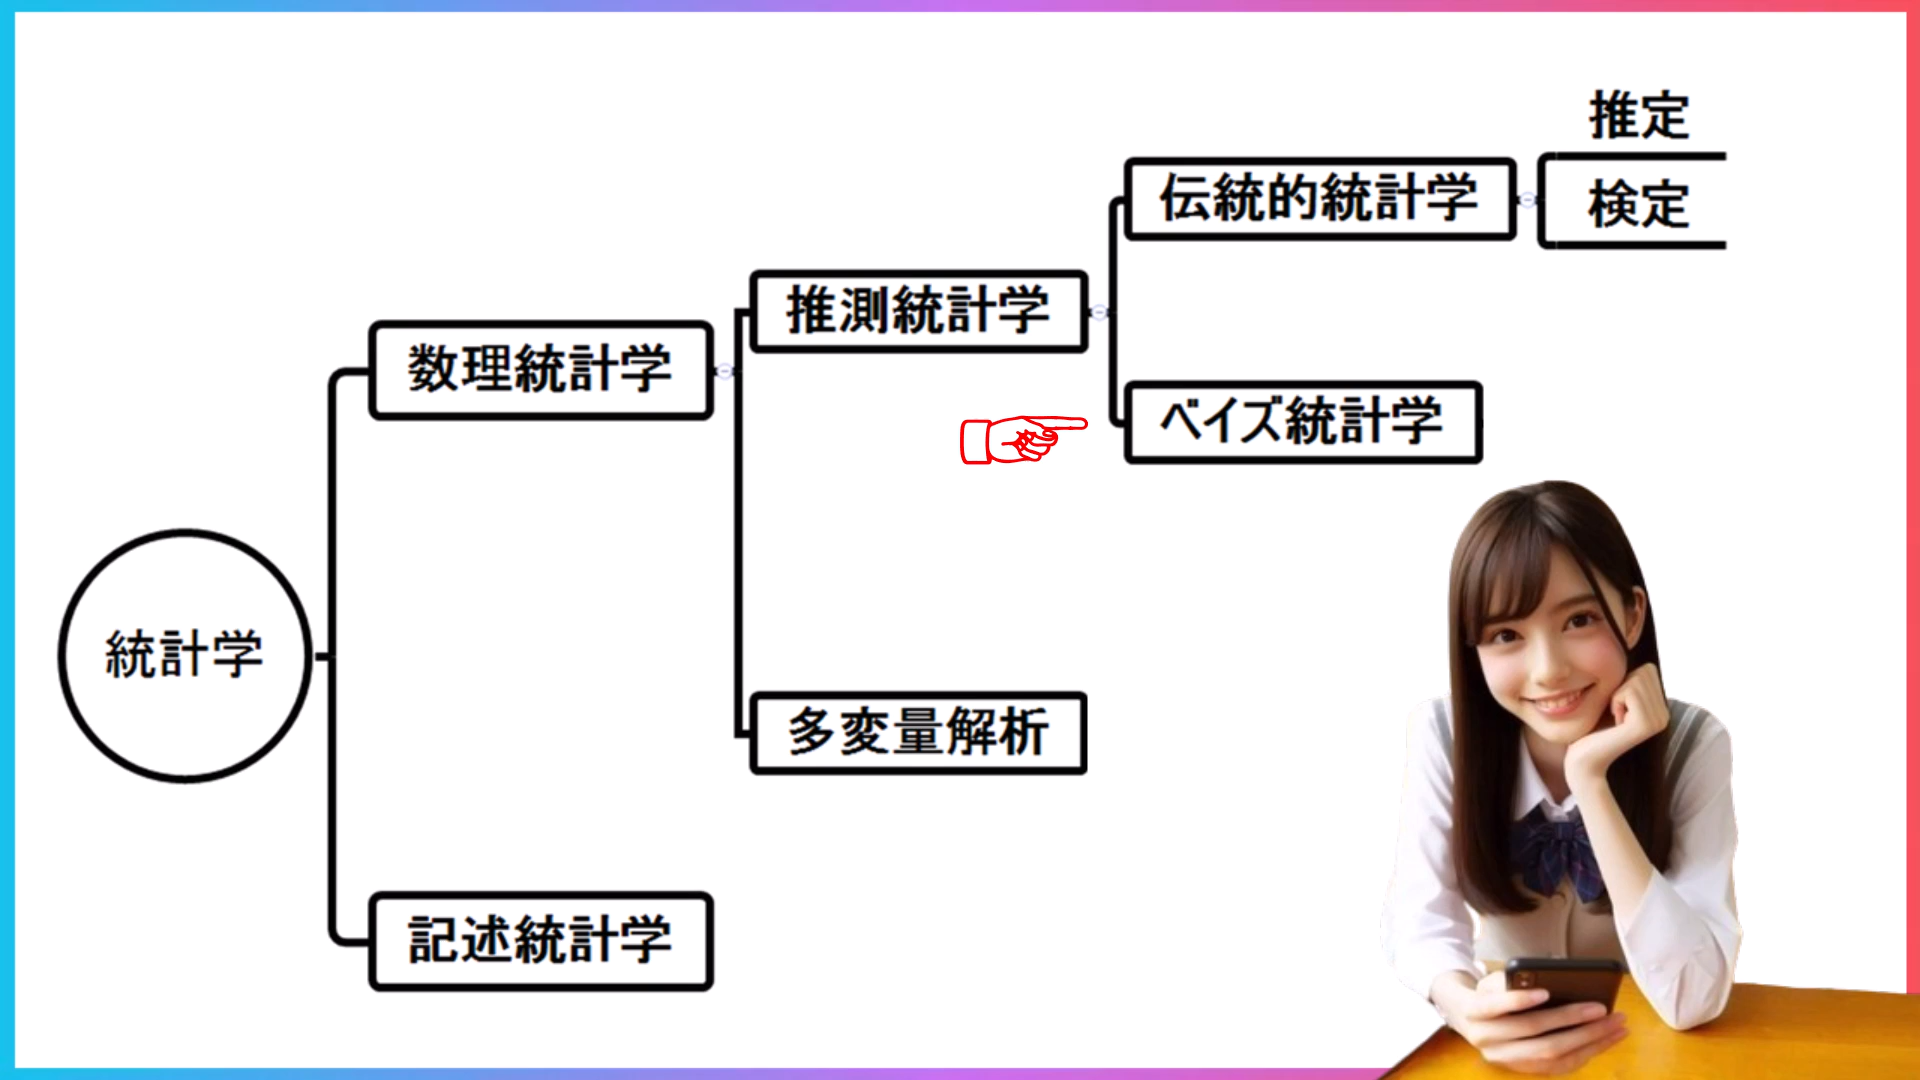 統計学
数理統計学
推測統計学
伝統的統計学
推定
検定
ベイズ統計学
多変量解析
記述統計学